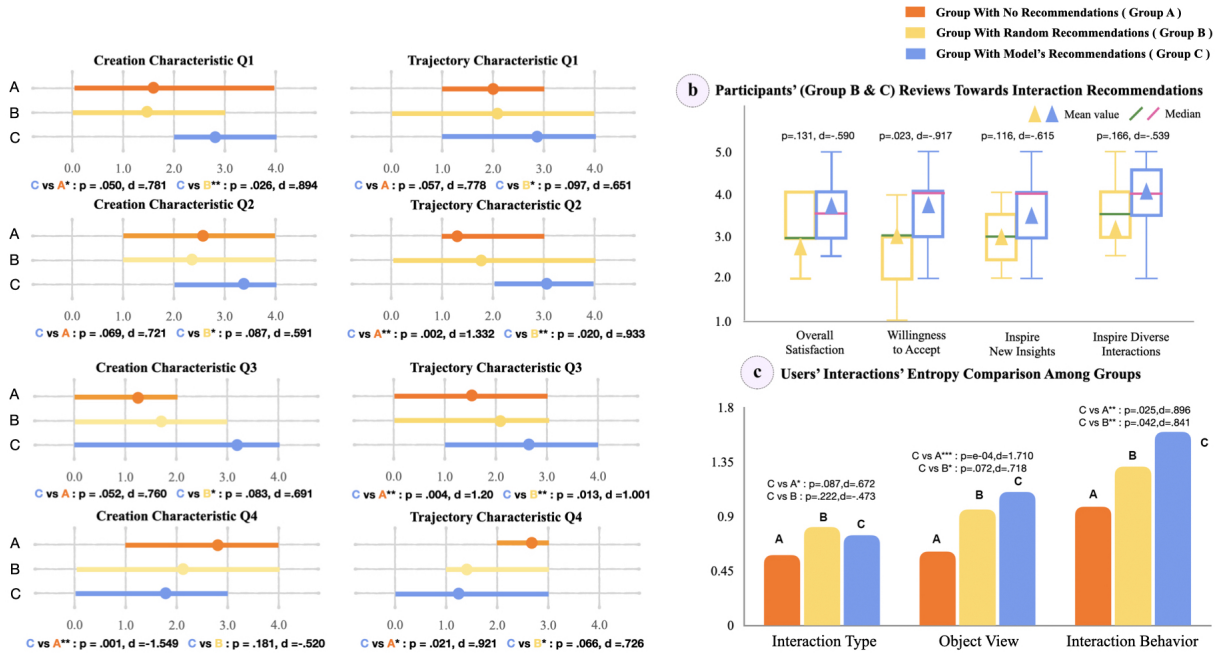 Group With No Recommendations ( Group A )
Group With Random Recommendations ( Group B )
Group With Model's Recommendations ( Group C )
Creation Characteristic Q1
A
B
C
0.0 1.0 2.0 3.0 4.0
C vs A* : p = .050, d =.781 C vs B** : p = .026, d =.894
Trajectory Characteristic Q1
0.0 1.0 2.0 3.0 4.0
C vs A : p = .057, d =.778 C vs B* : p = .097, d =.651
Creation Characteristic Q2
A
B
C
0.0 1.0 2.0 3.0 4.0
C vs A : p = .069, d =.721 C vs B* : p = .087, d =.591
Trajectory Characteristic Q2
0.0 1.0 2.0 3.0 4.0
C vs A** : p = .002, d =1.332 C vs B** : p = .020, d =.933
Creation Characteristic Q3
A
B
C
0.0 1.0 2.0 3.0 4.0
C vs A : p = .052, d =.760 C vs B* : p = .083, d =.691
Trajectory Characteristic Q3
0.0 1.0 2.0 3.0 4.0
C vs A** : p = .004, d =1.20 C vs B** : p = .013, d =1.001
Creation Characteristic Q4
A
B
C
0.0 1.0 2.0 3.0 4.0
C vs A** : p = .001, d =-1.549 C vs B : p = .181, d =-.520
Trajectory Characteristic Q4
0.0 1.0 2.0 3.0 4.0
C vs A* : p = .021, d =.921 C vs B* : p = .066, d =.726
b Participants' (Group B & C) Reviews Towards Interaction Recommendations
Mean value Median
p=.131, d=-.590 p=.023, d=-.917 p=.116, d=-.615 p=.166, d=-.539
5.0
4.0
3.0
2.0
1.0
Overall
Satisfaction
Willingness
to Accept
Inspire
New Insights
Inspire Diverse
Interactions
c Users' Interactions' Entropy Comparison Among Groups
1.8
1.35
0.9
0.45
0
C vs A* : p=.087,d=.672
C vs B : p=.222,d=-.473
A B C
C vs A*** : p=e-04,d=1.710
C vs B* : p=.072,d=.718
A B C
C vs A** : p=.025,d=.896
C vs B** : p=.042,d=.841
A B C
Interaction Type Object View Interaction Behavior